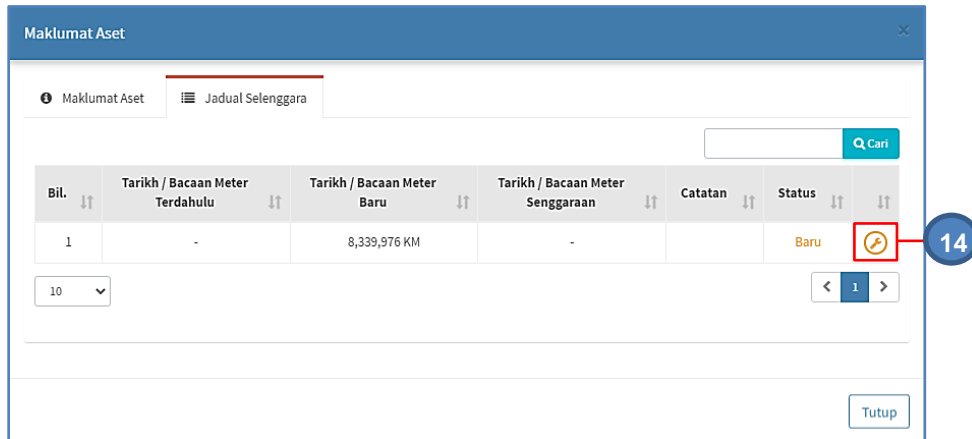 Maklumat Aset ×
Maklumat Aset Jadual Selenggara
Cari
Bil. Tarikh / Bacaan Meter Terdahulu Tarikh / Bacaan Meter Baru Tarikh / Bacaan Meter Senggaraan Catatan Status
1 - 8,339,976 KM - Baru
14
10 < 1 >
Tutup